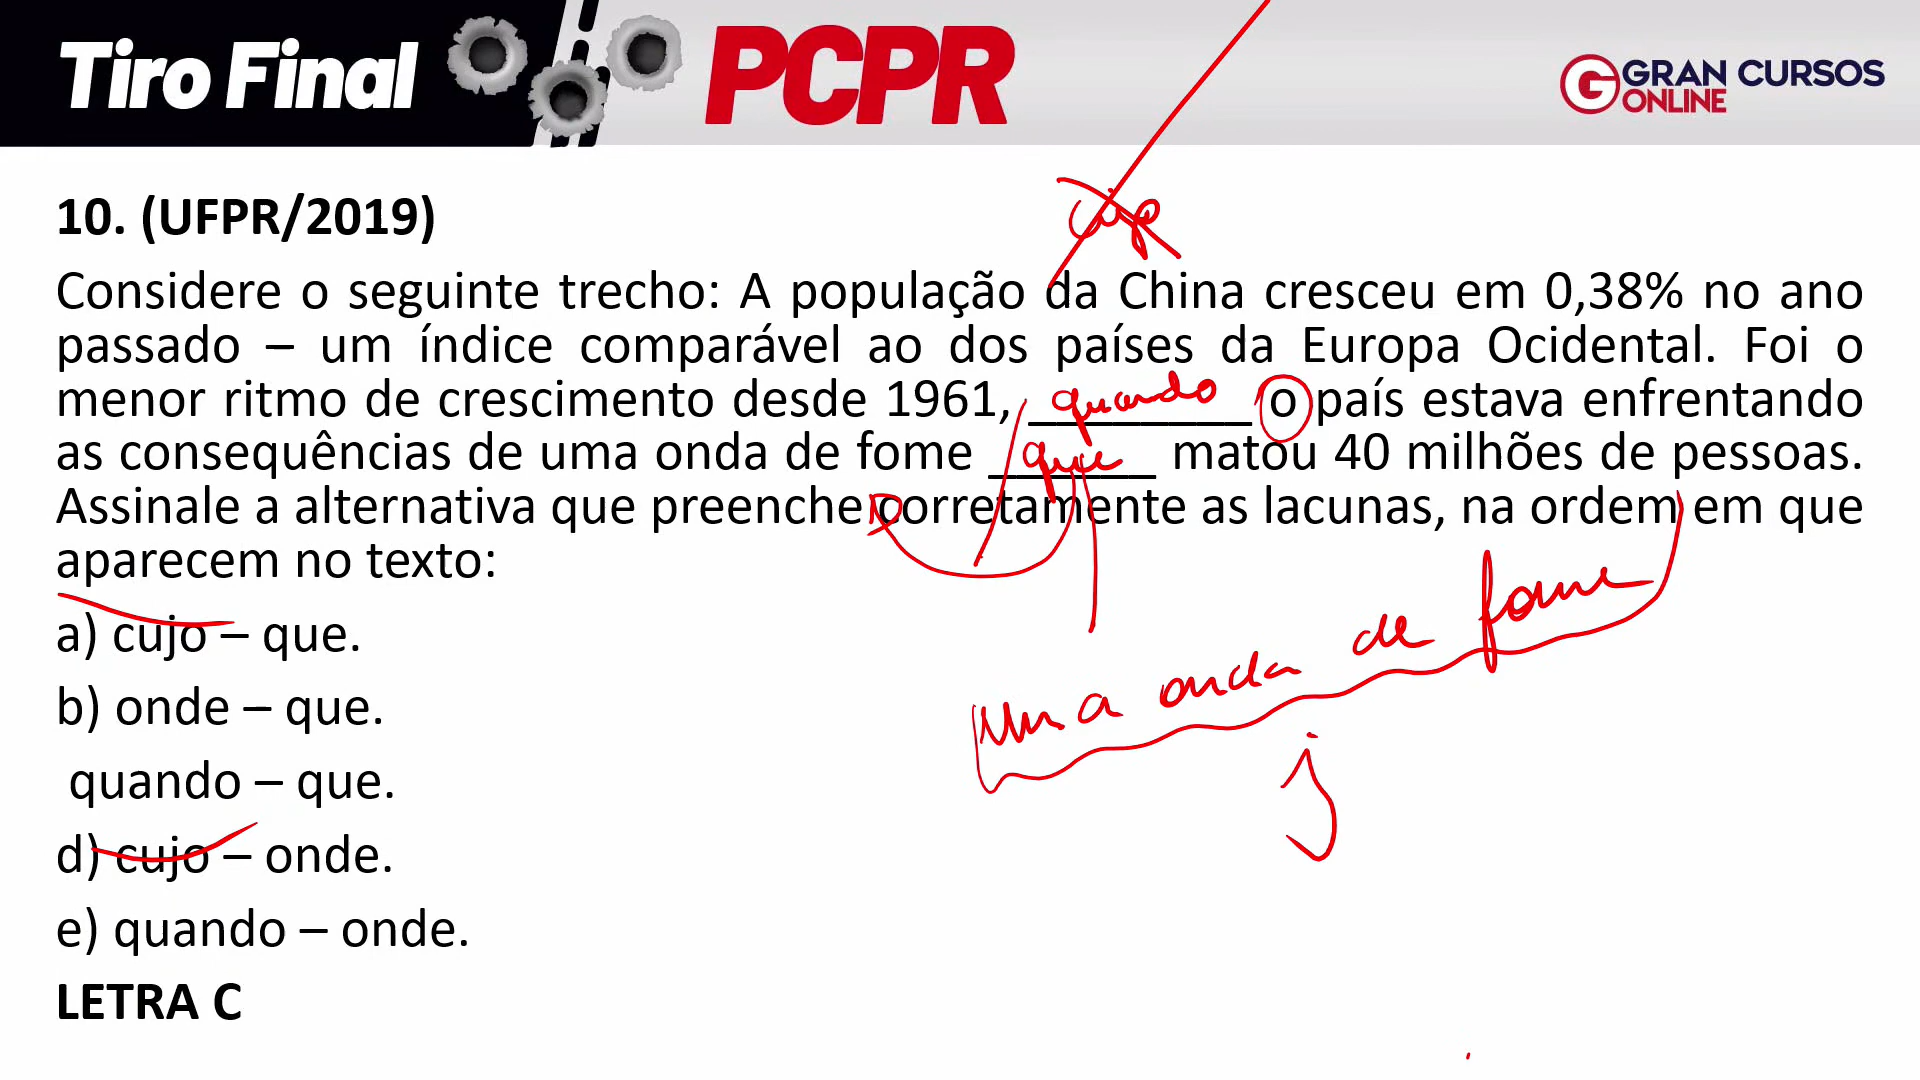 Tiro Final
PCPR
GRAN CURSOS
ONLINE
10. (UFPR/2019)
cujo
Considere o seguinte trecho: A população da China cresceu em 0,38% no ano
passado – um índice comparável ao dos países da Europa Ocidental. Foi o
menor ritmo de crescimento desde 1961, quando o país estava enfrentando
as consequências de uma onda de fome que matou 40 milhões de pessoas.
Assinale a alternativa que preenche corretamente as lacunas, na ordem em que
aparecem no texto:
a) cujo – que.
b) onde – que.
quando – que.
d) cujo – onde.
e) quando – onde.
LETRA C
uma onda de fome